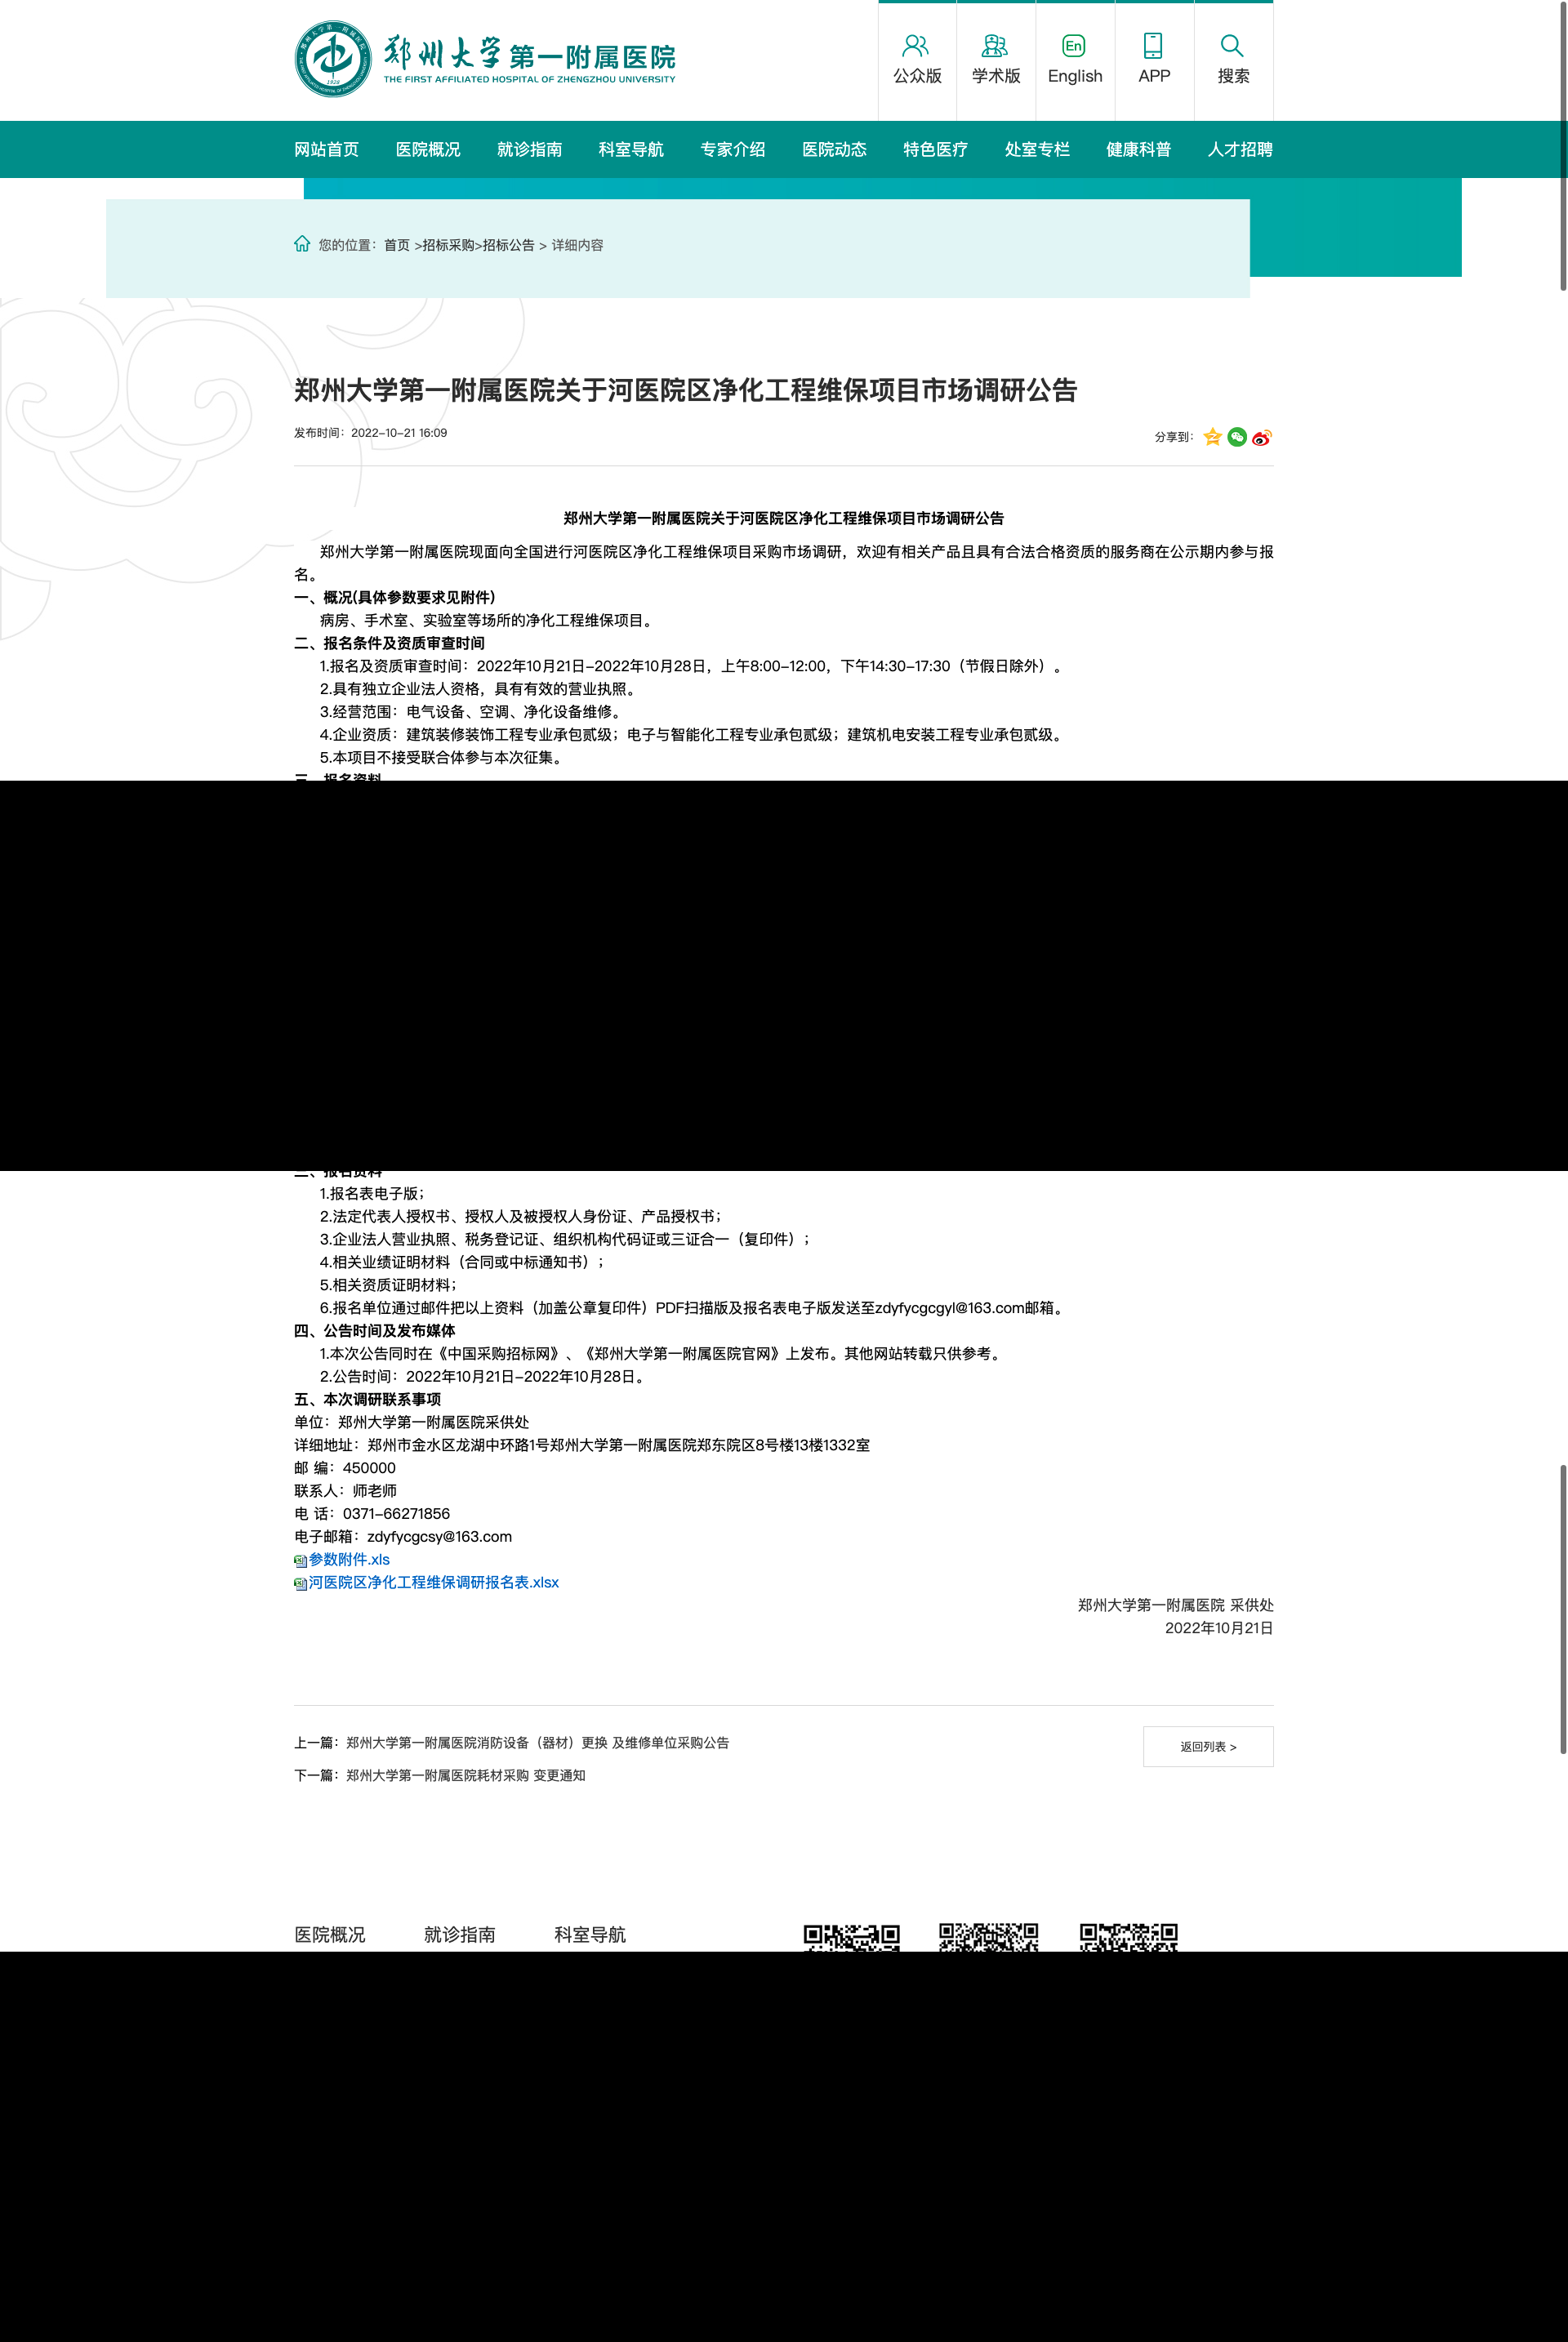 郑州大学第一附属医院
THE FIRST AFFILIATED HOSPITAL OF ZHENGZHOU UNIVERSITY
1928
公众版
学术版
En
English
APP
搜索
网站首页 医院概况 就诊指南 科室导航 专家介绍 医院动态 特色医疗 处室专栏 健康科普 人才招聘
您的位置：首页 >招标采购>招标公告 > 详细内容
郑州大学第一附属医院关于河医院区净化工程维保项目市场调研公告
发布时间：2022-10-21 16:09
分享到：
郑州大学第一附属医院关于河医院区净化工程维保项目市场调研公告
郑州大学第一附属医院现面向全国进行河医院区净化工程维保项目采购市场调研，欢迎有相关产品且具有合法合格资质的服务商在公示期内参与报
名。
一、概况(具体参数要求见附件)
病房、手术室、实验室等场所的净化工程维保项目。
二、报名条件及资质审查时间
1.报名及资质审查时间：2022年10月21日-2022年10月28日，上午8:00-12:00，下午14:30-17:30（节假日除外）。
2.具有独立企业法人资格，具有有效的营业执照。
3.经营范围：电气设备、空调、净化设备维修。
4.企业资质：建筑装修装饰工程专业承包贰级；电子与智能化工程专业承包贰级；建筑机电安装工程专业承包贰级。
5.本项目不接受联合体参与本次征集。
三、报名资料
三、报名资料
1.报名表电子版；
2.法定代表人授权书、授权人及被授权人身份证、产品授权书；
3.企业法人营业执照、税务登记证、组织机构代码证或三证合一（复印件）；
4.相关业绩证明材料（合同或中标通知书）；
5.相关资质证明材料；
6.报名单位通过邮件把以上资料（加盖公章复印件）PDF扫描版及报名表电子版发送至zdyfycgcgyl@163.com邮箱。
四、公告时间及发布媒体
1.本次公告同时在《中国采购招标网》、《郑州大学第一附属医院官网》上发布。其他网站转载只供参考。
2.公告时间：2022年10月21日-2022年10月28日。
五、本次调研联系事项
单位：郑州大学第一附属医院采供处
详细地址：郑州市金水区龙湖中环路1号郑州大学第一附属医院郑东院区8号楼13楼1332室
邮 编：450000
联系人：师老师
电 话：0371-66271856
电子邮箱：zdyfycgcsy@163.com
参数附件.xls
河医院区净化工程维保调研报名表.xlsx
郑州大学第一附属医院 采供处
2022年10月21日
上一篇：郑州大学第一附属医院消防设备（器材）更换 及维修单位采购公告
返回列表 >
下一篇：郑州大学第一附属医院耗材采购 变更通知
医院概况 就诊指南 科室导航